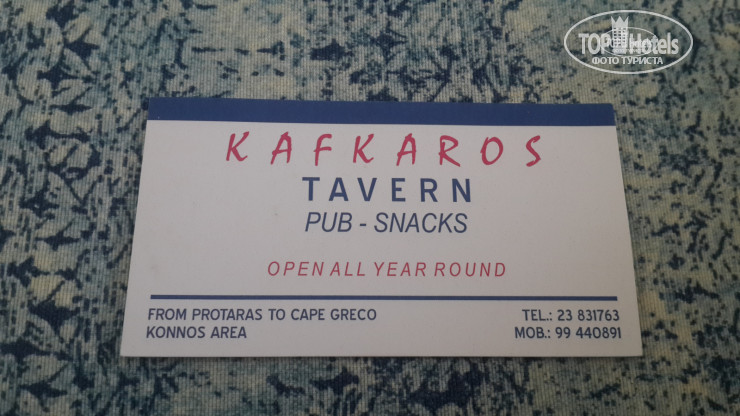 TOP Hotels
ФОТО ТУРИСТА
KAFKAROS
TAVERN
PUB - SNACKS
OPEN ALL YEAR ROUND
FROM PROTARAS TO CAPE GRECO
KONNOS AREA
TEL.: 23 831763
MOB.: 99 440891